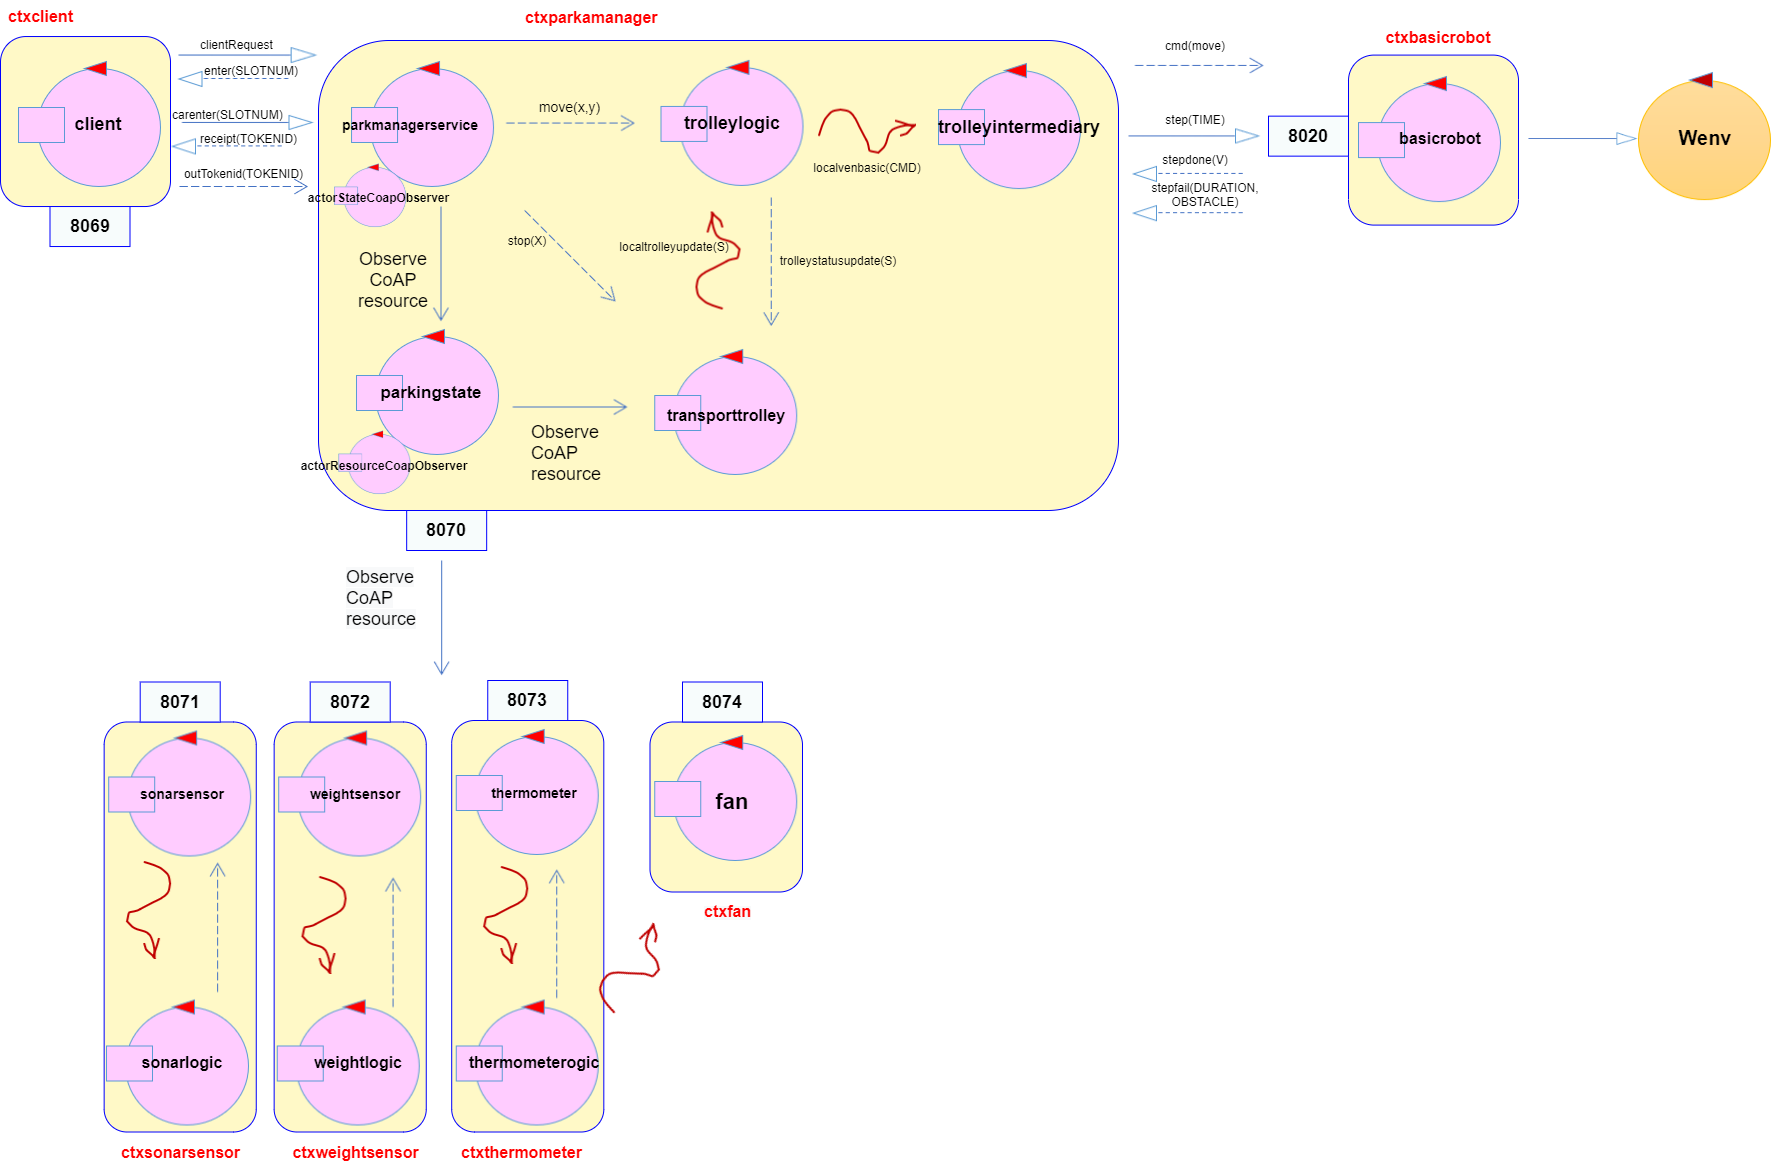 ctxclient
ctxparkamanager
ctxbasicrobot
clientRequest
enter(SLOTNUM)
carenter(SLOTNUM)
receipt(TOKENID)
outTokenid(TOKENID)
client
8069
parkmanagerservice
actorStateCoapObserver
move(x,y)
trolleylogic
localvenbasic(CMD)
trolleyintermediary
cmd(move)
step(TIME)
stepdone(V)
stepfail(DURATION,
OBSTACLE)
8020
basicrobot
Wenv
Observe
CoAP
resource
stop(X)
localtrolleyupdate(S)
trolleystatusupdate(S)
parkingstate
actorResourceCoapObserver
Observe
CoAP
resource
transporttrolley
8070
Observe
CoAP
resource
8071
8072
8073
8074
sonarsensor
weightsensor
thermometer
fan
ctxfan
sonarlogic
weightlogic
thermometerogic
ctxsonarsensor
ctxweightsensor
ctxthermometer